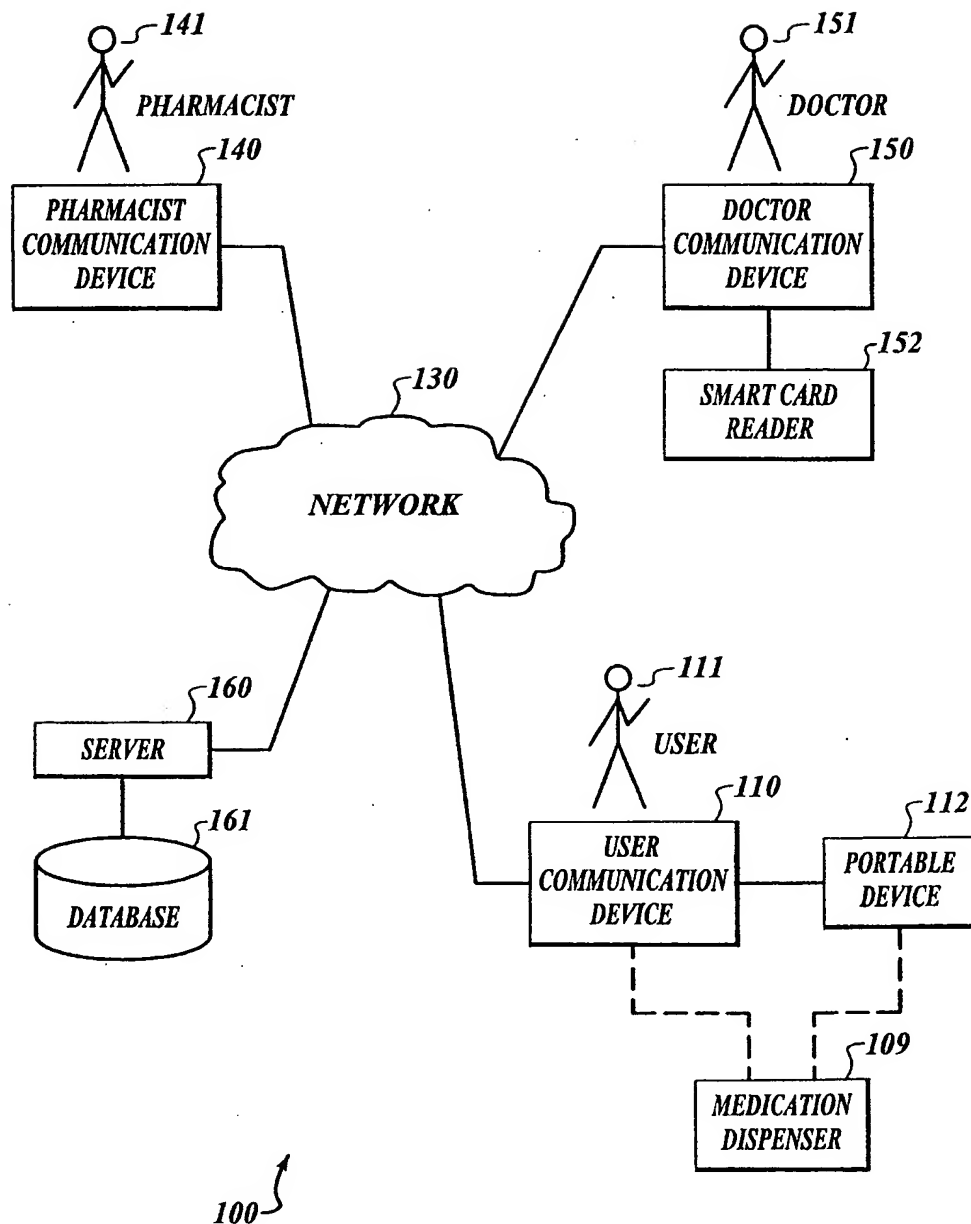 141
PHARMACIST
140
PHARMACIST
COMMUNICATION
DEVICE
151
DOCTOR
150
DOCTOR
COMMUNICATION
DEVICE
152
SMART CARD
READER
130
NETWORK
160
SERVER
161
DATABASE
111
USER
110
USER
COMMUNICATION
DEVICE
112
PORTABLE
DEVICE
109
MEDICATION
DISPENSER
100